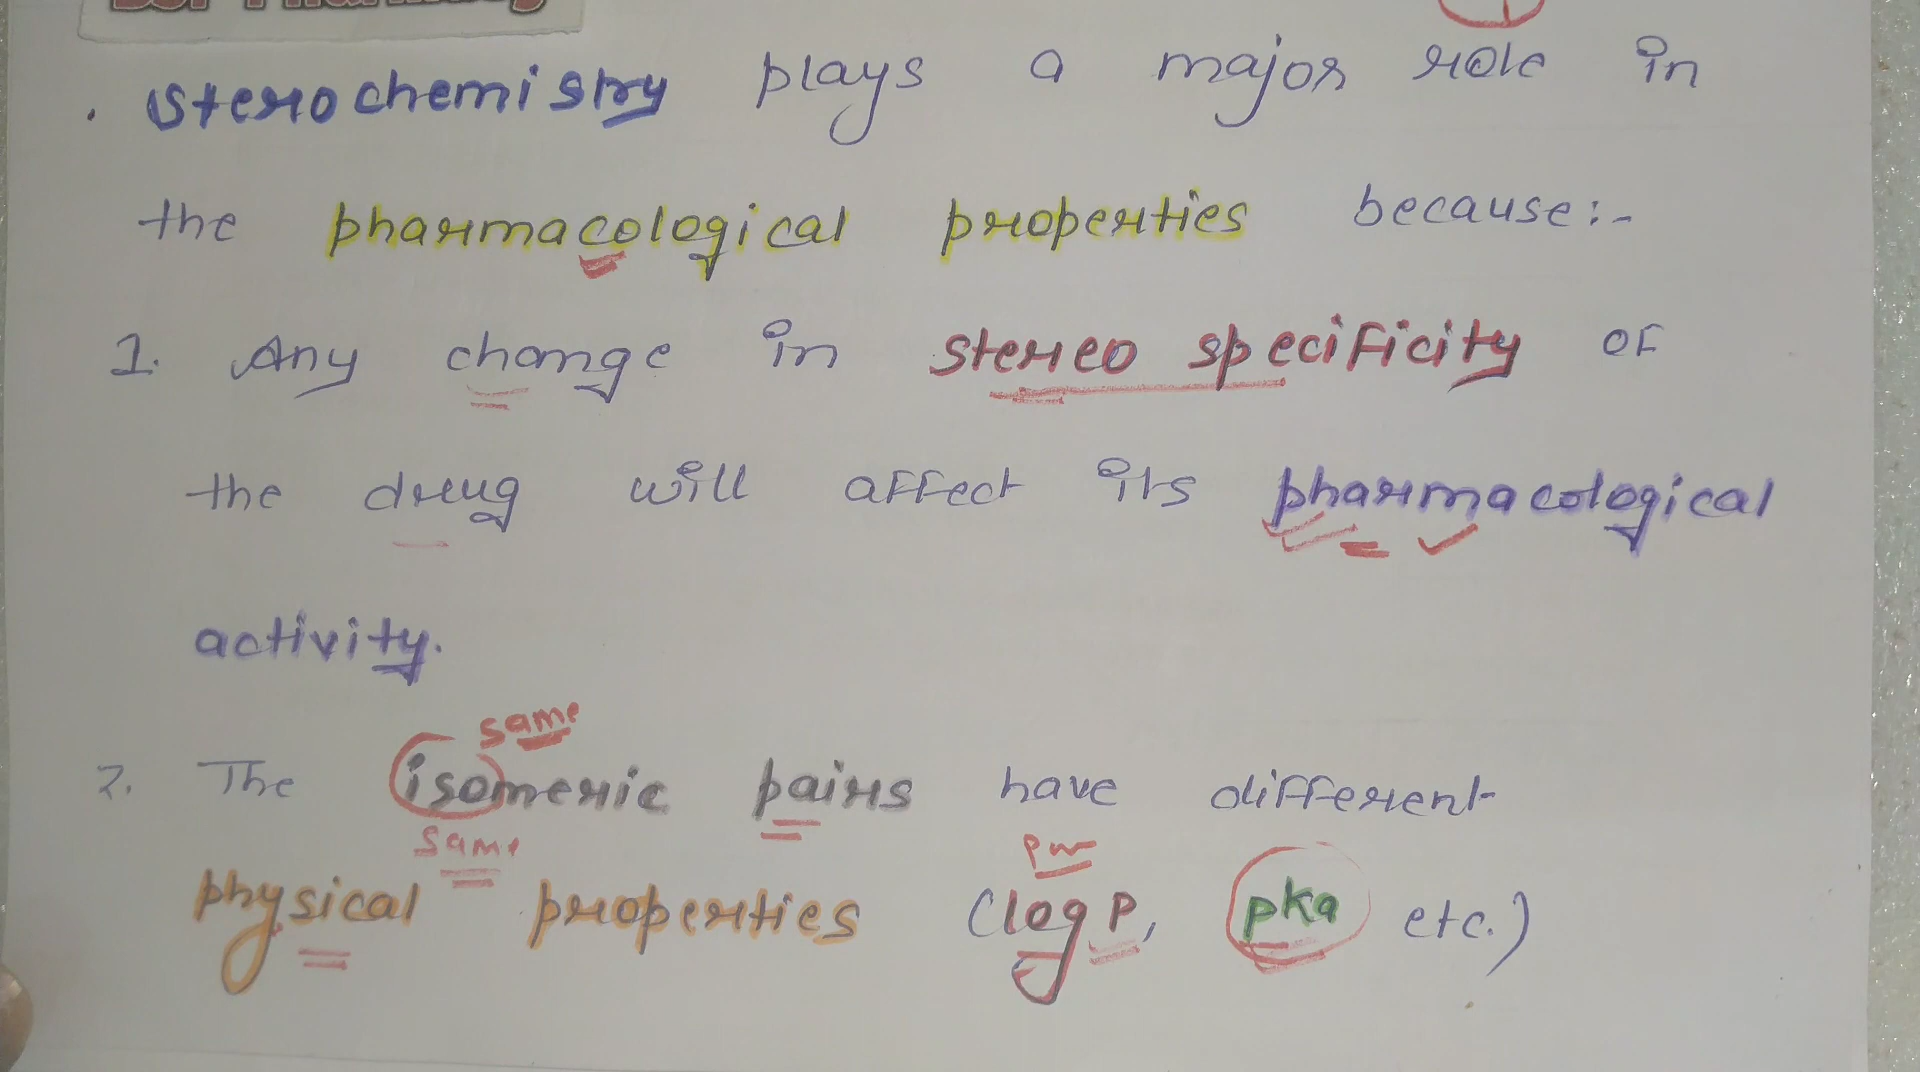 . Stereochemistry plays a major role in
the pharmacological properties because:-
1. Any change in stereo specificity of
the drug will affect its pharmacological
activity.
same
2. The isomeric pairs have different
same
physical properties (log P, pka etc.)